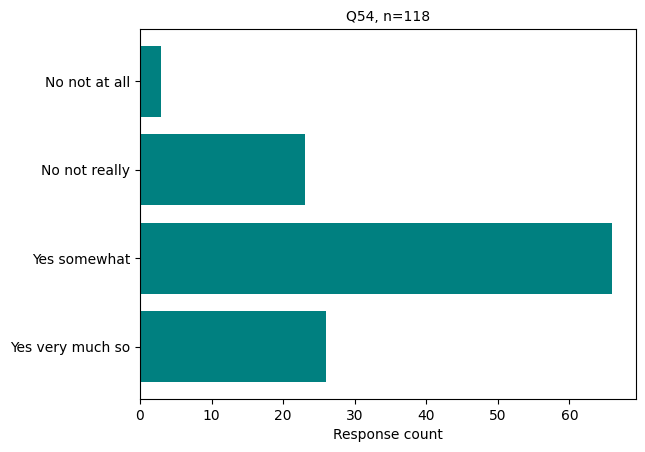 Q54, n=118
No not at all
No not really
Yes somewhat
Yes very much so
0 10 20 30 40 50 60
Response count